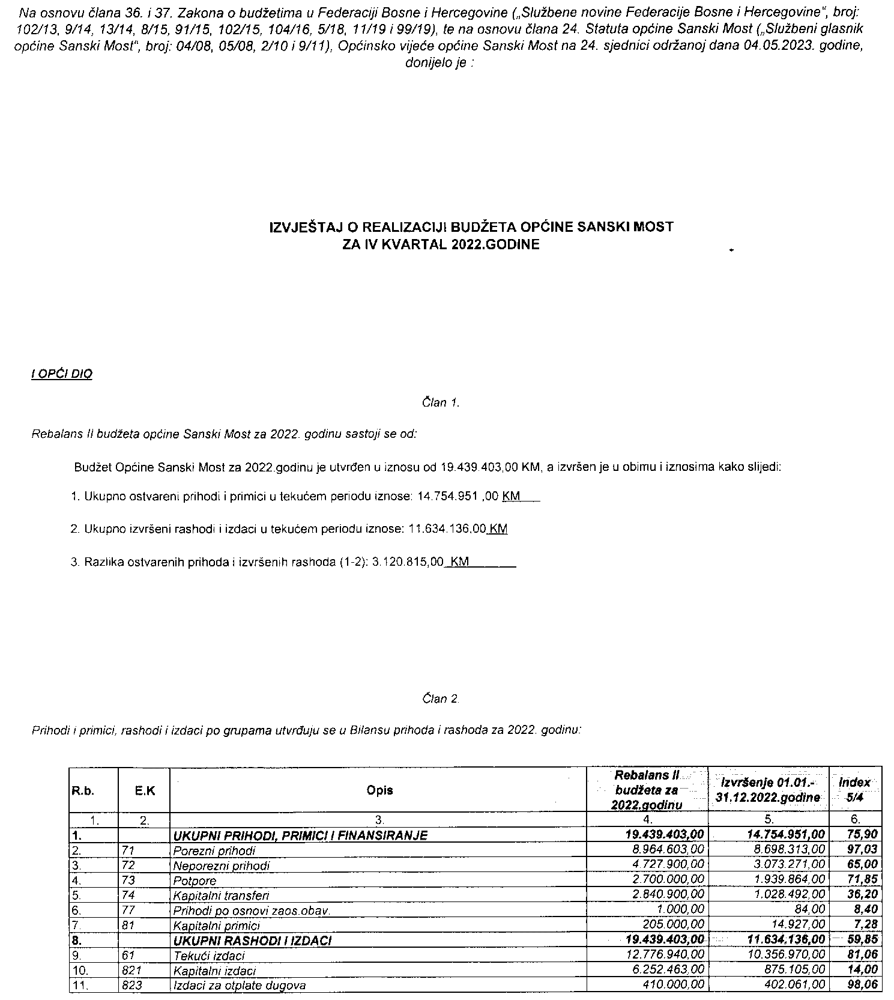 Na osnovu člana 36. i 37. Zakona o budžetima u Federaciji Bosne i Hercegovine („Službene novine Federacije Bosne i Hercegovine“, broj:
102/13, 9/14, 13/14, 8/15, 91/15, 102/15, 104/16, 5/18, 11/19 i 99/19), te na osnovu člana 24. Statuta općine Sanski Most („Službeni glasnik
općine Sanski Most“, broj: 04/08, 05/08, 2/10 i 9/11), Općinsko vijeće općine Sanski Most na 24. sjednici održanoj dana 04.05.2023. godine,
donijelo je :
IZVJEŠTAJ O REALIZACIJI BUDŽETA OPĆINE SANSKI MOST
ZA IV KVARTAL 2022.GODINE
I OPĆI DIO
Član 1.
Rebalans II budžeta općine Sanski Most za 2022. godinu sastoji se od:
Budžet Općine Sanski Most za 2022.godinu je utvrđen u iznosu od 19.439.403,00 KM, a izvršen je u obimu i iznosima kako slijedi:
1. Ukupno ostvareni prihodi i primici u tekućem periodu iznose: 14.754.951 ,00 KM
2. Ukupno izvršeni rashodi i izdaci u tekućem periodu iznose: 11.634.136,00 KM
3. Razlika ostvarenih prihoda i izvršenih rashoda (1-2): 3.120.815,00 KM
Član 2.
Prihodi i primici, rashodi i izdaci po grupama utvrđuju se u Bilansu prihoda i rashoda za 2022. godinu:
R.b. E.K Opis Rebalans II budžeta za 2022.godinu Izvršenje 01.01.-31.12.2022.godine Index 5/4
1. 2. 3. 4. 5. 6.
1. UKUPNI PRIHODI, PRIMICI I FINANSIRANJE 19.439.403,00 14.754.951,00 75,90
2. 71 Porezni prihodi 8.964.603,00 8.698.313,00 97,03
3. 72 Neporezni prihodi 4.727.900,00 3.073.271,00 65,00
4. 73 Potpore 2.700.000,00 1.939.864,00 71,85
5. 74 Kapitalni transferi 2.840.900,00 1.028.492,00 36,20
6. 77 Prihodi po osnovi zaos.obav. 1.000,00 84,00 8,40
7. 81 Kapitalni primici 205.000,00 14.927,00 7,28
8. UKUPNI RASHODI I IZDACI 19.439.403,00 11.634.136,00 59,85
9. 61 Tekući izdaci 12.776.940,00 10.356.970,00 81,06
10. 821 Kapitalni izdaci 6.252.463,00 875.105,00 14,00
11. 823 Izdaci za otplate dugova 410.000,00 402.061,00 98,06